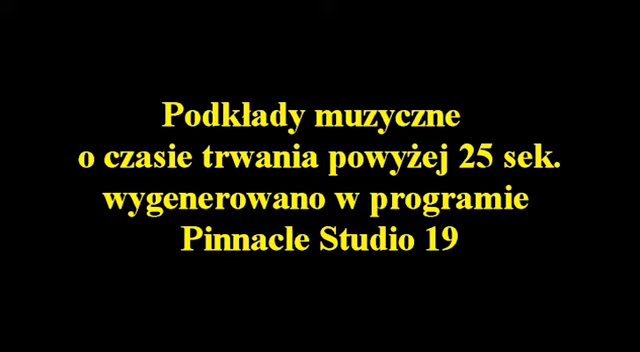 Podkłady muzyczne
o czasie trwania powyżej 25 sek.
wygenerowano w programie
Pinnacle Studio 19